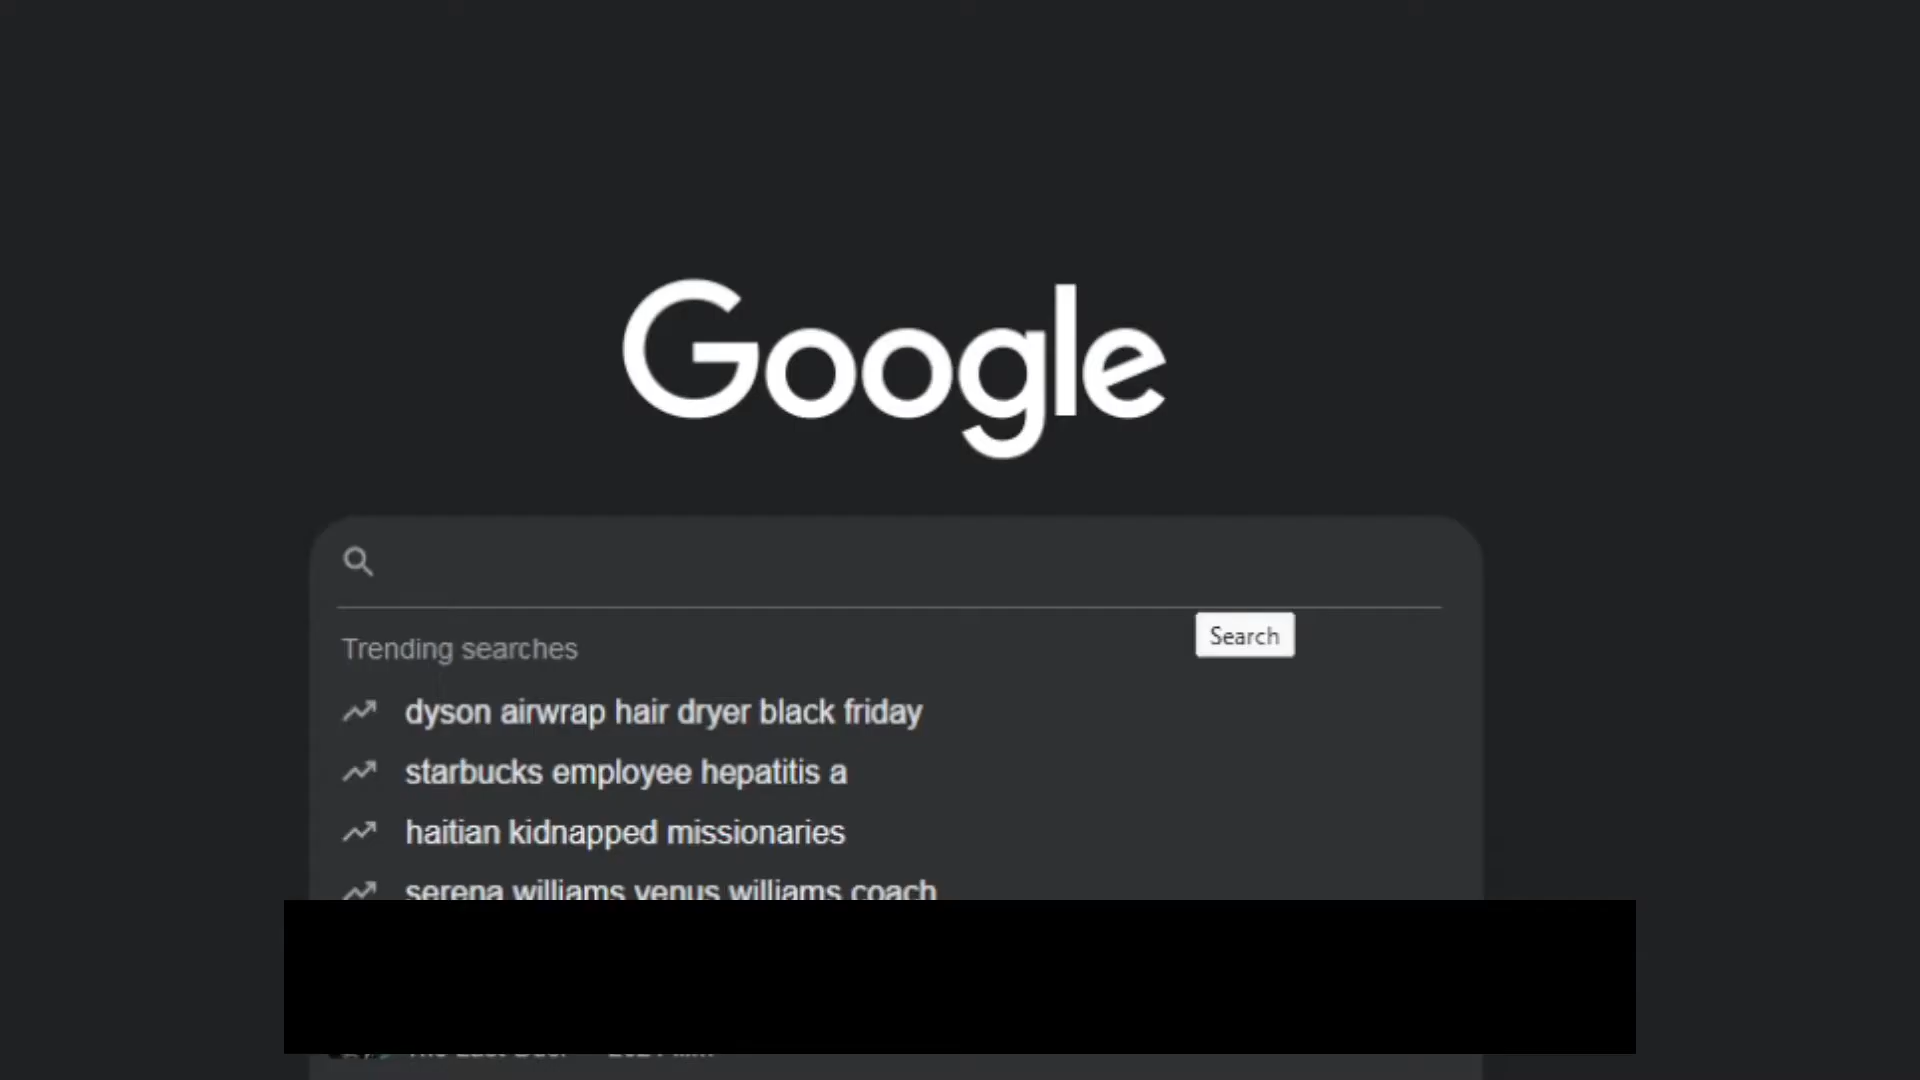 Google
Search
Trending searches
dyson airwrap hair dryer black friday
starbucks employee hepatitis a
haitian kidnapped missionaries
serena williams venus williams coach